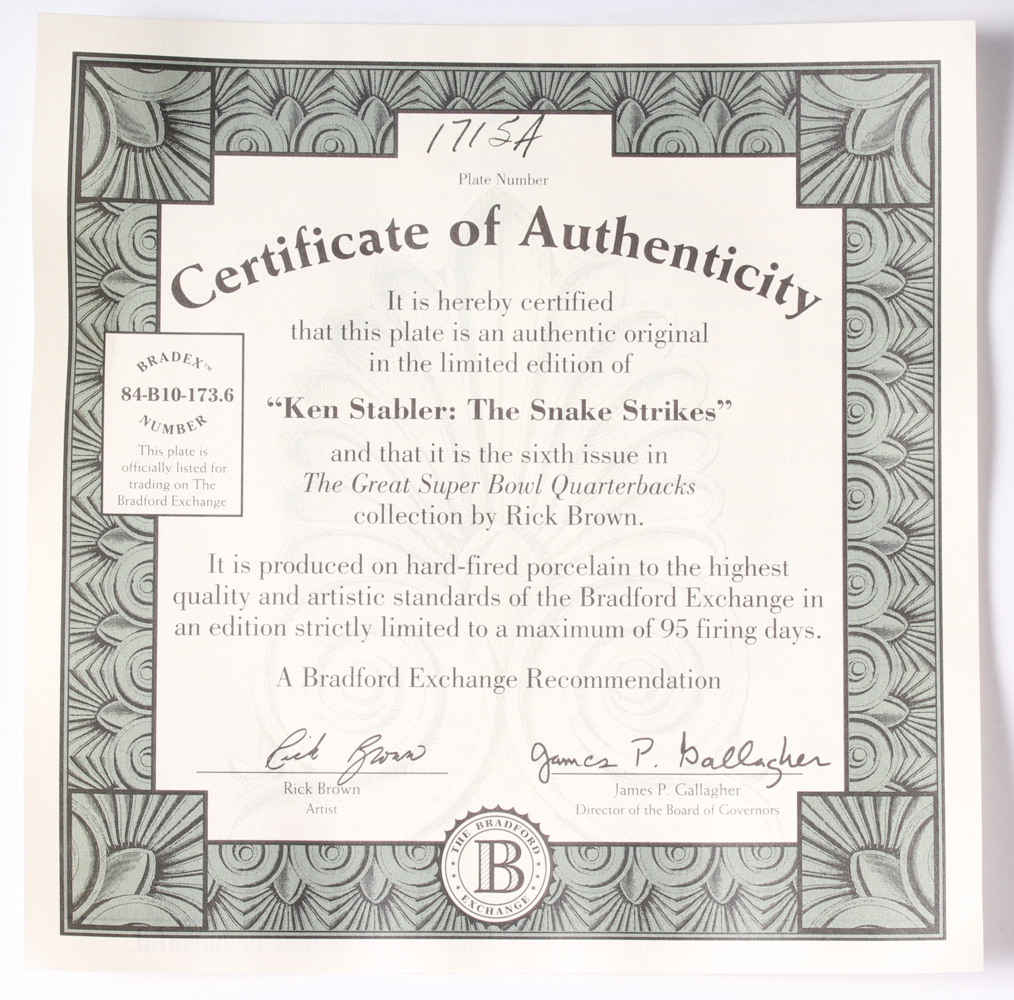 1715A
Plate Number
Certificate of Authenticity
It is hereby certified
that this plate is an authentic original
in the limited edition of
“Ken Stabler: The Snake Strikes”
and that it is the sixth issue in
The Great Super Bowl Quarterbacks
collection by Rick Brown.
BRADEX™
84-B10-173.6
NUMBER
This plate is
officially listed for
trading on The
Bradford Exchange
It is produced on hard-fired porcelain to the highest
quality and artistic standards of the Bradford Exchange in
an edition strictly limited to a maximum of 95 firing days.
A Bradford Exchange Recommendation
Rick Brown
Rick Brown
Artist
James P. Gallagher
James P. Gallagher
Director of the Board of Governors
THE BRADFORD
B
EXCHANGE